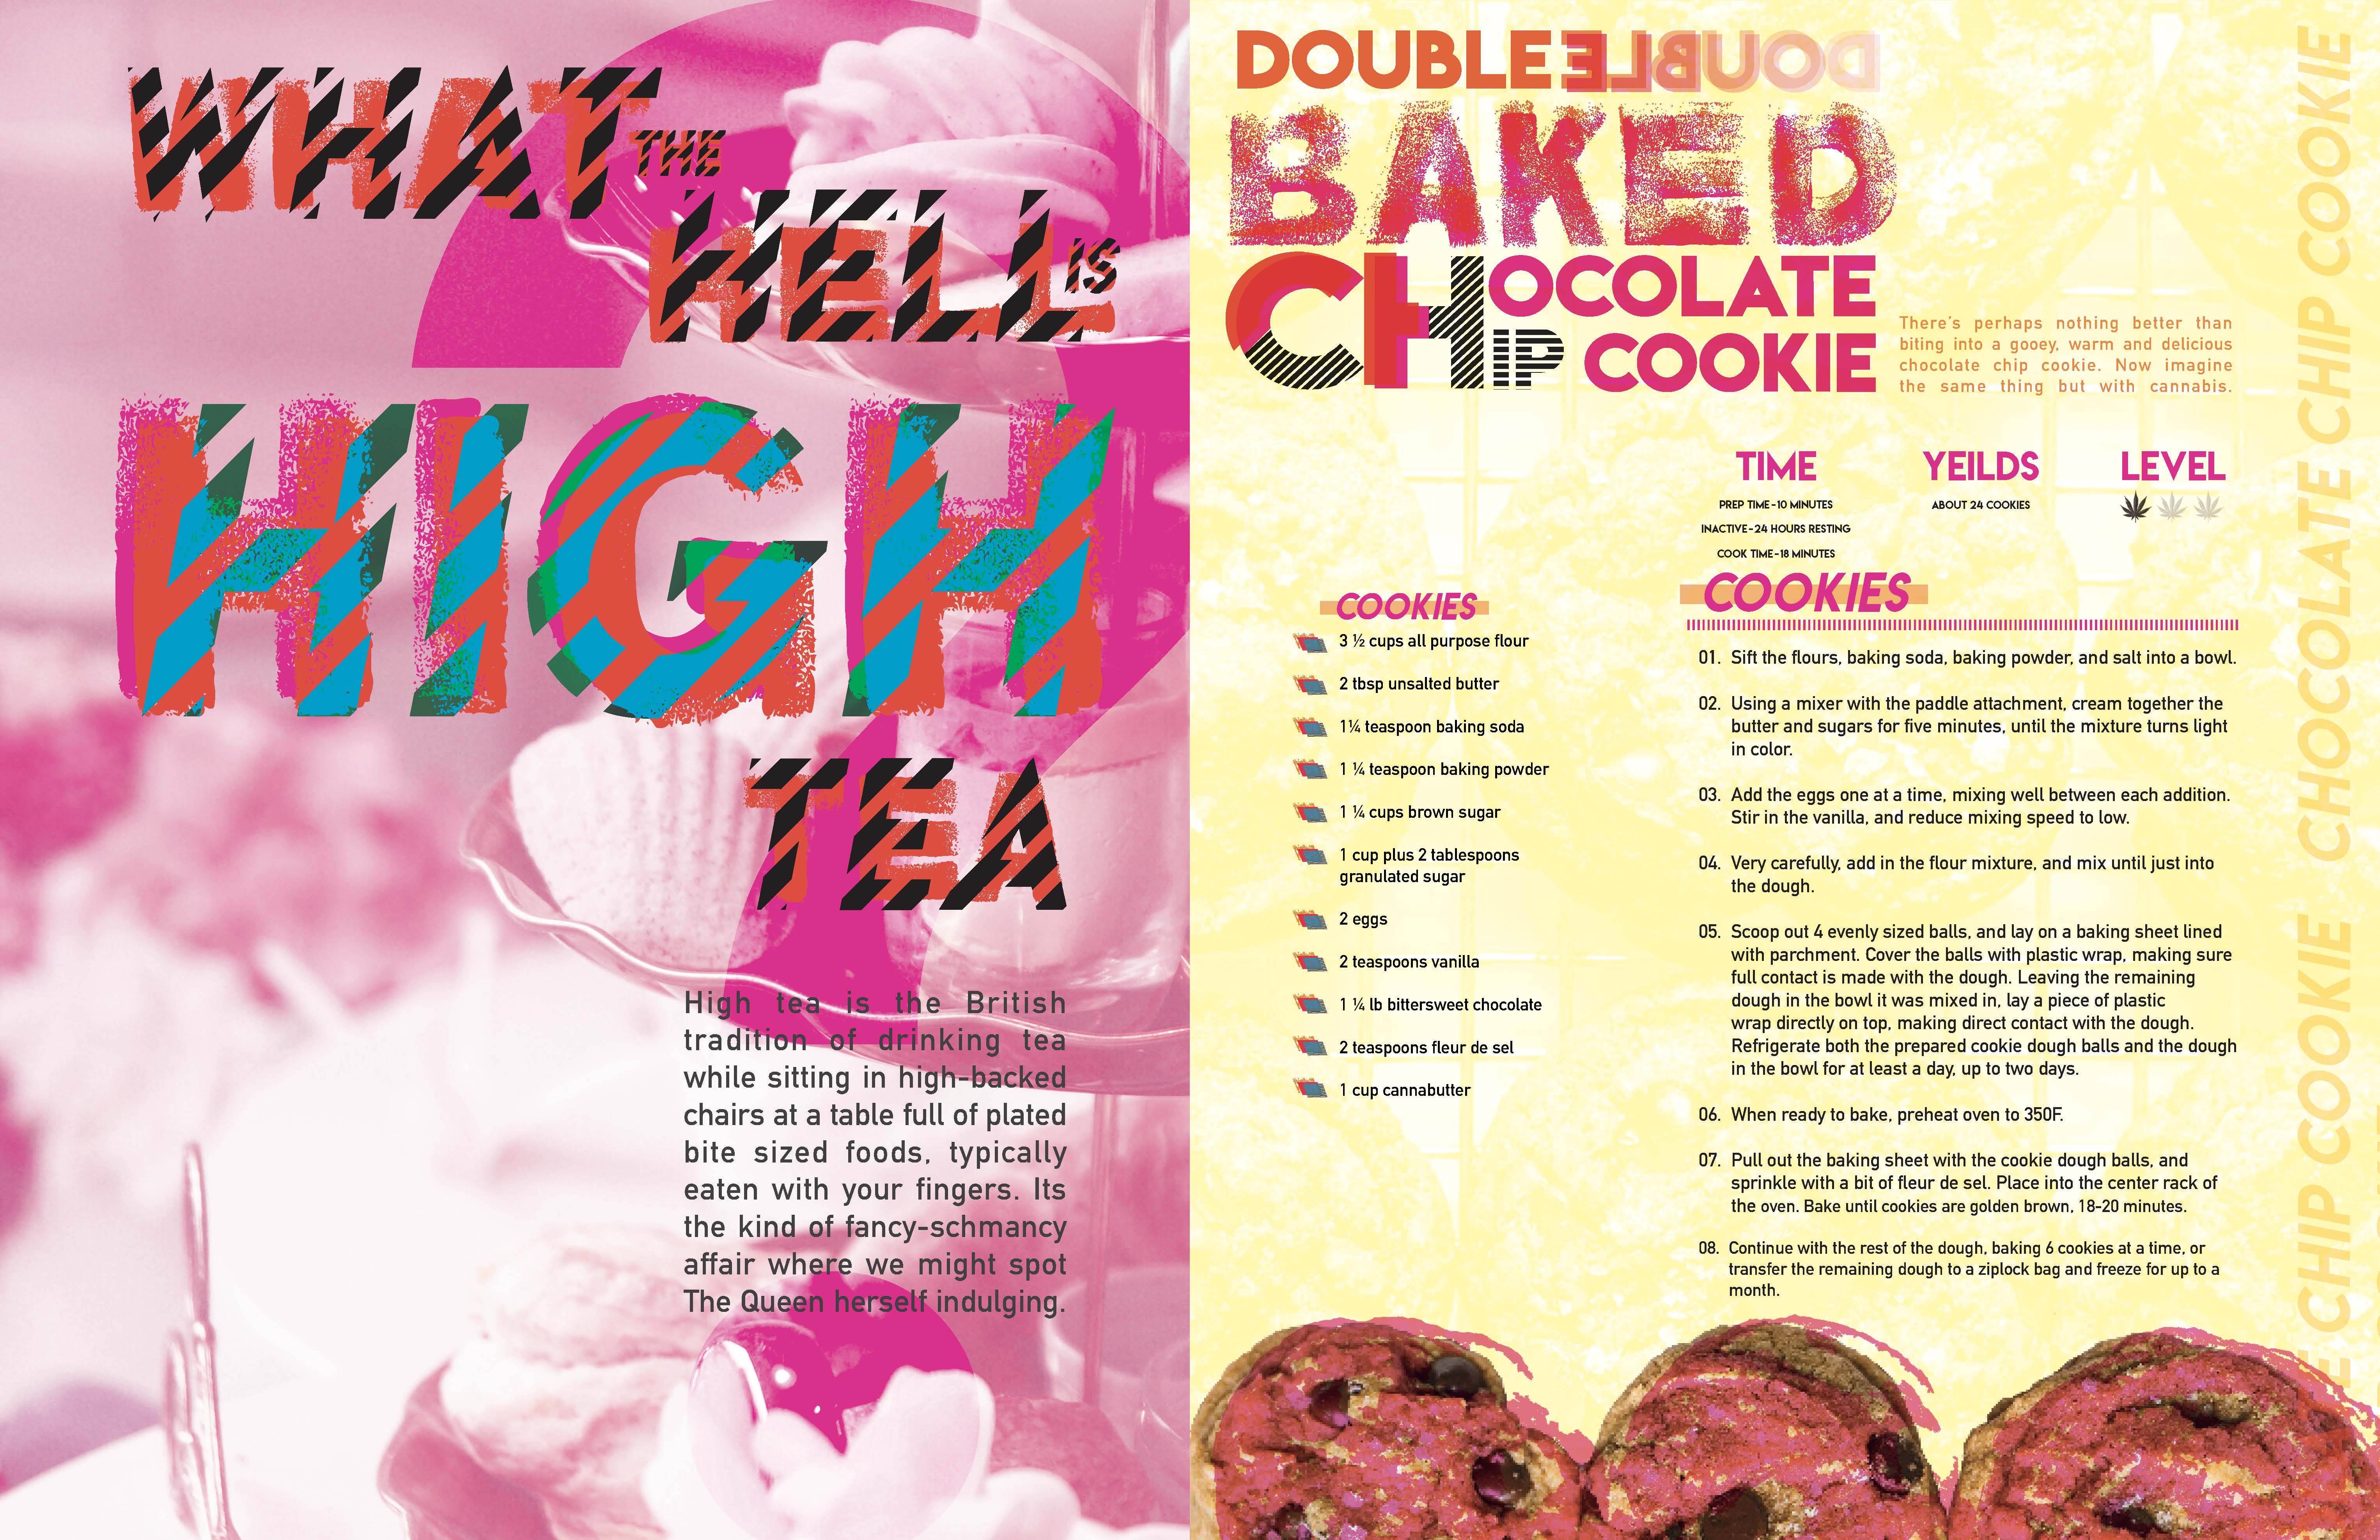 WHAT THE
HELL IS
HIGH
TEA
High tea is the British
tradition of drinking tea
while sitting in high-backed
chairs at a table full of plated
bite sized foods, typically
eaten with your fingers. Its
the kind of fancy-schmancy
affair where we might spot
The Queen herself indulging.
DOUBLE DOUBLE
BAKED
CHOCOLATE
CHIP COOKIE
There's perhaps nothing better than
biting into a gooey, warm and delicious
chocolate chip cookie. Now imagine
the same thing but with cannabis.
TIME
PREP TIME-10 MINUTES
INACTIVE-24 HOURS RESTING
COOK TIME-18 MINUTES
YEILDS
ABOUT 24 COOKIES
LEVEL
COOKIES
3 ½ cups all purpose flour
2 tbsp unsalted butter
1¼ teaspoon baking soda
1 ¼ teaspoon baking powder
1 ¼ cups brown sugar
1 cup plus 2 tablespoons
granulated sugar
2 eggs
2 teaspoons vanilla
1 ¼ lb bittersweet chocolate
2 teaspoons fleur de sel
1 cup cannabutter
COOKIES
01. Sift the flours, baking soda, baking powder, and salt into a bowl.
02. Using a mixer with the paddle attachment, cream together the
butter and sugars for five minutes, until the mixture turns light
in color.
03. Add the eggs one at a time, mixing well between each addition.
Stir in the vanilla, and reduce mixing speed to low.
04. Very carefully, add in the flour mixture, and mix until just into
the dough.
05. Scoop out 4 evenly sized balls, and lay on a baking sheet lined
with parchment. Cover the balls with plastic wrap, making sure
full contact is made with the dough. Leaving the remaining
dough in the bowl it was mixed in, lay a piece of plastic
wrap directly on top, making direct contact with the dough.
Refrigerate both the prepared cookie dough balls and the dough
in the bowl for at least a day, up to two days.
06. When ready to bake, preheat oven to 350F.
07. Pull out the baking sheet with the cookie dough balls, and
sprinkle with a bit of fleur de sel. Place into the center rack of
the oven. Bake until cookies are golden brown, 18-20 minutes.
08. Continue with the rest of the dough, baking 6 cookies at a time, or
transfer the remaining dough to a ziplock bag and freeze for up to a
month.
E CHIP COOKIE CHOCOLATE CHIP COOKIE